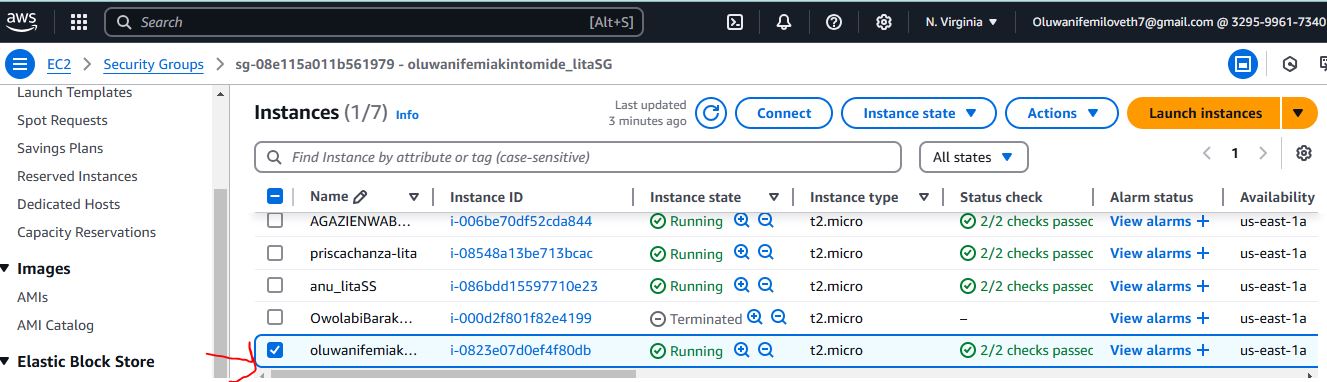 aws
Search [Alt+S]
N. Virginia ▼
Oluwanifemiloveth7@gmail.com @ 3295-9961-7340
EC2 > Security Groups > sg-08e115a011b561979 - oluwanifemiakintomide_litaSG
Launch Templates
Spot Requests
Savings Plans
Reserved Instances
Dedicated Hosts
Capacity Reservations
Images
AMIs
AMI Catalog
Elastic Block Store
Instances (1/7) Info
Last updated
3 minutes ago
Connect
Instance state
Actions
Launch instances
Find Instance by attribute or tag (case-sensitive)
All states
1
Name Instance ID Instance state Instance type Status check Alarm status Availability
AGAZIENWAB... i-006be70df52cda844 Running t2.micro 2/2 checks passed View alarms + us-east-1a
priscachanza-lita i-08548a13be713bcac Running t2.micro 2/2 checks passed View alarms + us-east-1a
anu_litaSS i-086bdd15597710e23 Running t2.micro 2/2 checks passed View alarms + us-east-1a
OwolabiBarak... i-000d2f801f82e4199 Terminated t2.micro – View alarms + us-east-1a
oluwanifemiak... i-0823e07d0ef4f80db Running t2.micro 2/2 checks passed View alarms + us-east-1a